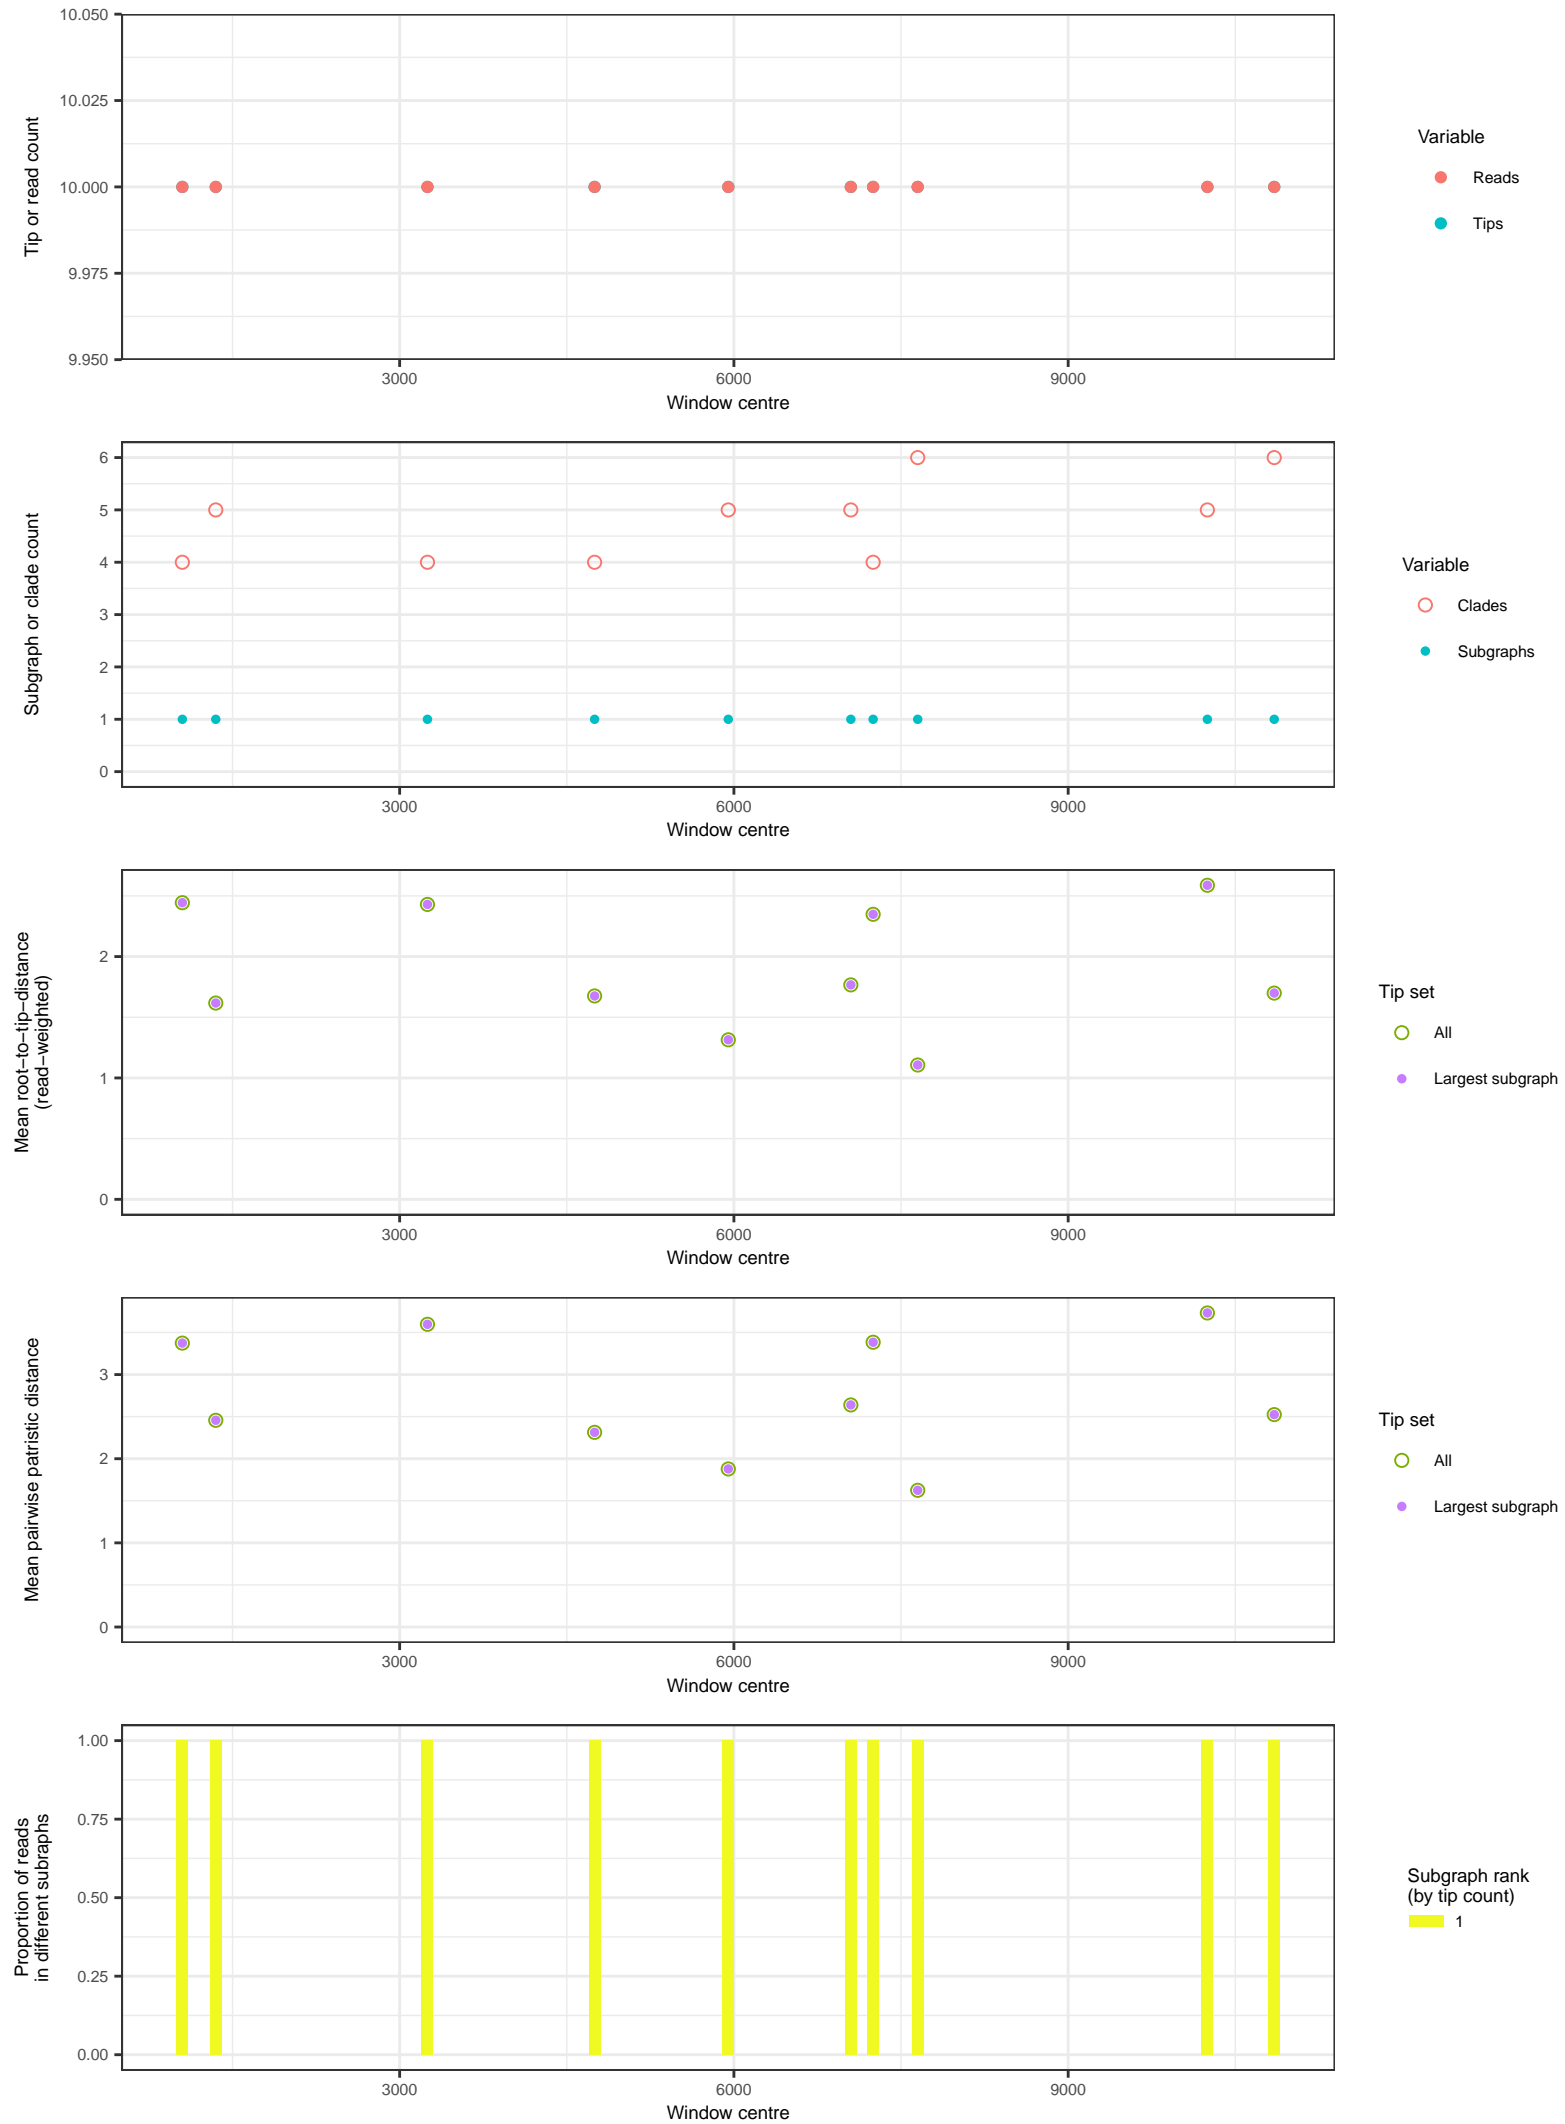 10.050
10.025
10.000
9.975
9.950
Tip or read count
3000 6000 9000
Window centre
Variable
Reads
Tips
6
5
4
3
2
1
0
Subgraph or clade count
3000 6000 9000
Window centre
Variable
Clades
Subgraphs
2
1
0
Mean root−to−tip−distance
(read−weighted)
3000 6000 9000
Window centre
Tip set
All
Largest subgraph
3
2
1
0
Mean pairwise patristic distance
3000 6000 9000
Window centre
Tip set
All
Largest subgraph
1.00
0.75
0.50
0.25
0.00
Proportion of reads
in different subraphs
3000 6000 9000
Window centre
Subgraph rank
(by tip count)
1